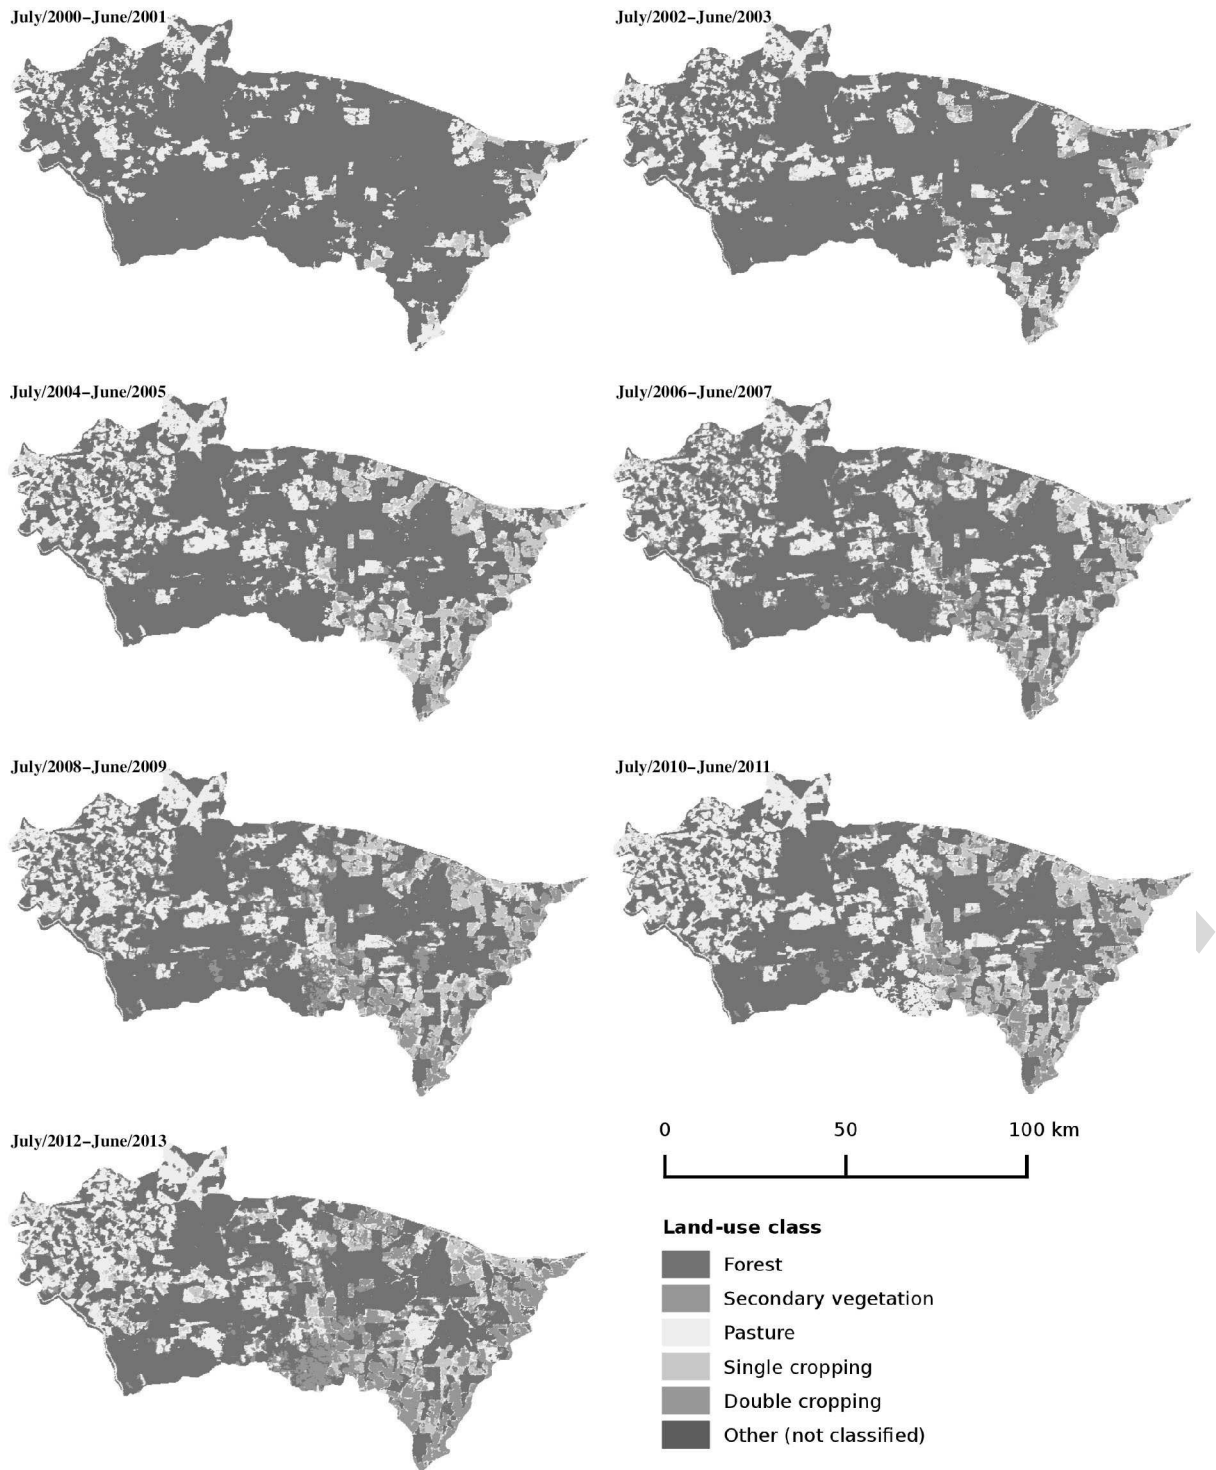 July/2000–June/2001
July/2002–June/2003
July/2004–June/2005
July/2006–June/2007
July/2008–June/2009
July/2010–June/2011
July/2012–June/2013
0 50 100 km
Land-use class
Forest
Secondary vegetation
Pasture
Single cropping
Double cropping
Other (not classified)